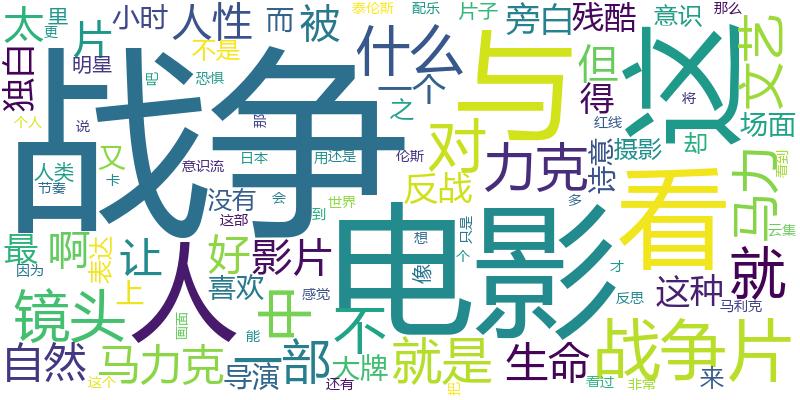 太
里
更
片
小时
人性
而
被
泰伦斯
配乐
片子
旁白
残酷
意识
那么
独白
明星
不是
什么
一个
与
但
这
文艺
战争
是
恐惧
之
得
红线
将
场面
个人
说
那
对
力克
诗意
摄影
却
马力
看到
人类
卡
又
意识流
日本
用
还是
伦斯
反战
节奏
没有
会
世界
到
这部
看
多
云集
最
啊
表达
让
人
好
影片
电影
想
像
只是
个
才
这种
就
因为
上
喜欢
感觉
中
反思
马利克
镜头
画面
能
不
自然
马力克
一部
大牌
就是
把
生命
战争片
来
这个
导演
还有
看过
非常